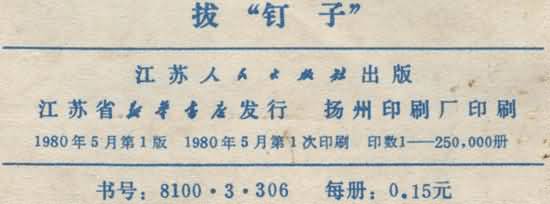 拔“钉子”
江苏人民出版社出版
江苏省新华书店发行 扬州印刷厂印刷
1980年5月第1版 1980年5月第1次印刷 印数1—250,000册
书号：8100·3·306 每册：0.15元